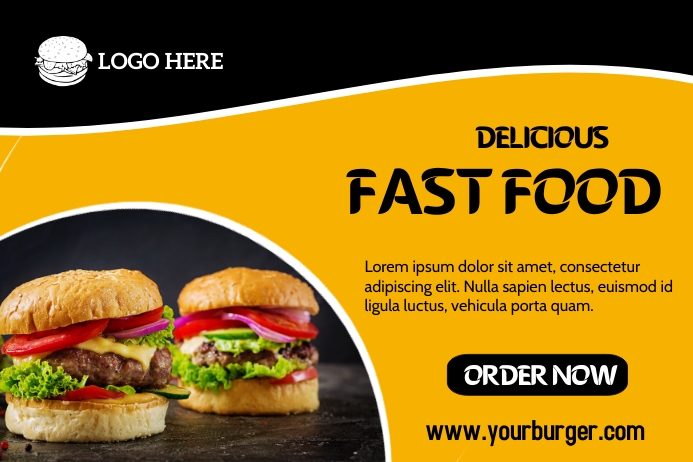 LOGO HERE
DELICIOUS
FAST FOOD
Lorem ipsum dolor sit amet, consectetur
adipiscing elit. Nulla sapien lectus, euismod id
ligula luctus, vehicula porta quam.
ORDER NOW
www.yourburger.com